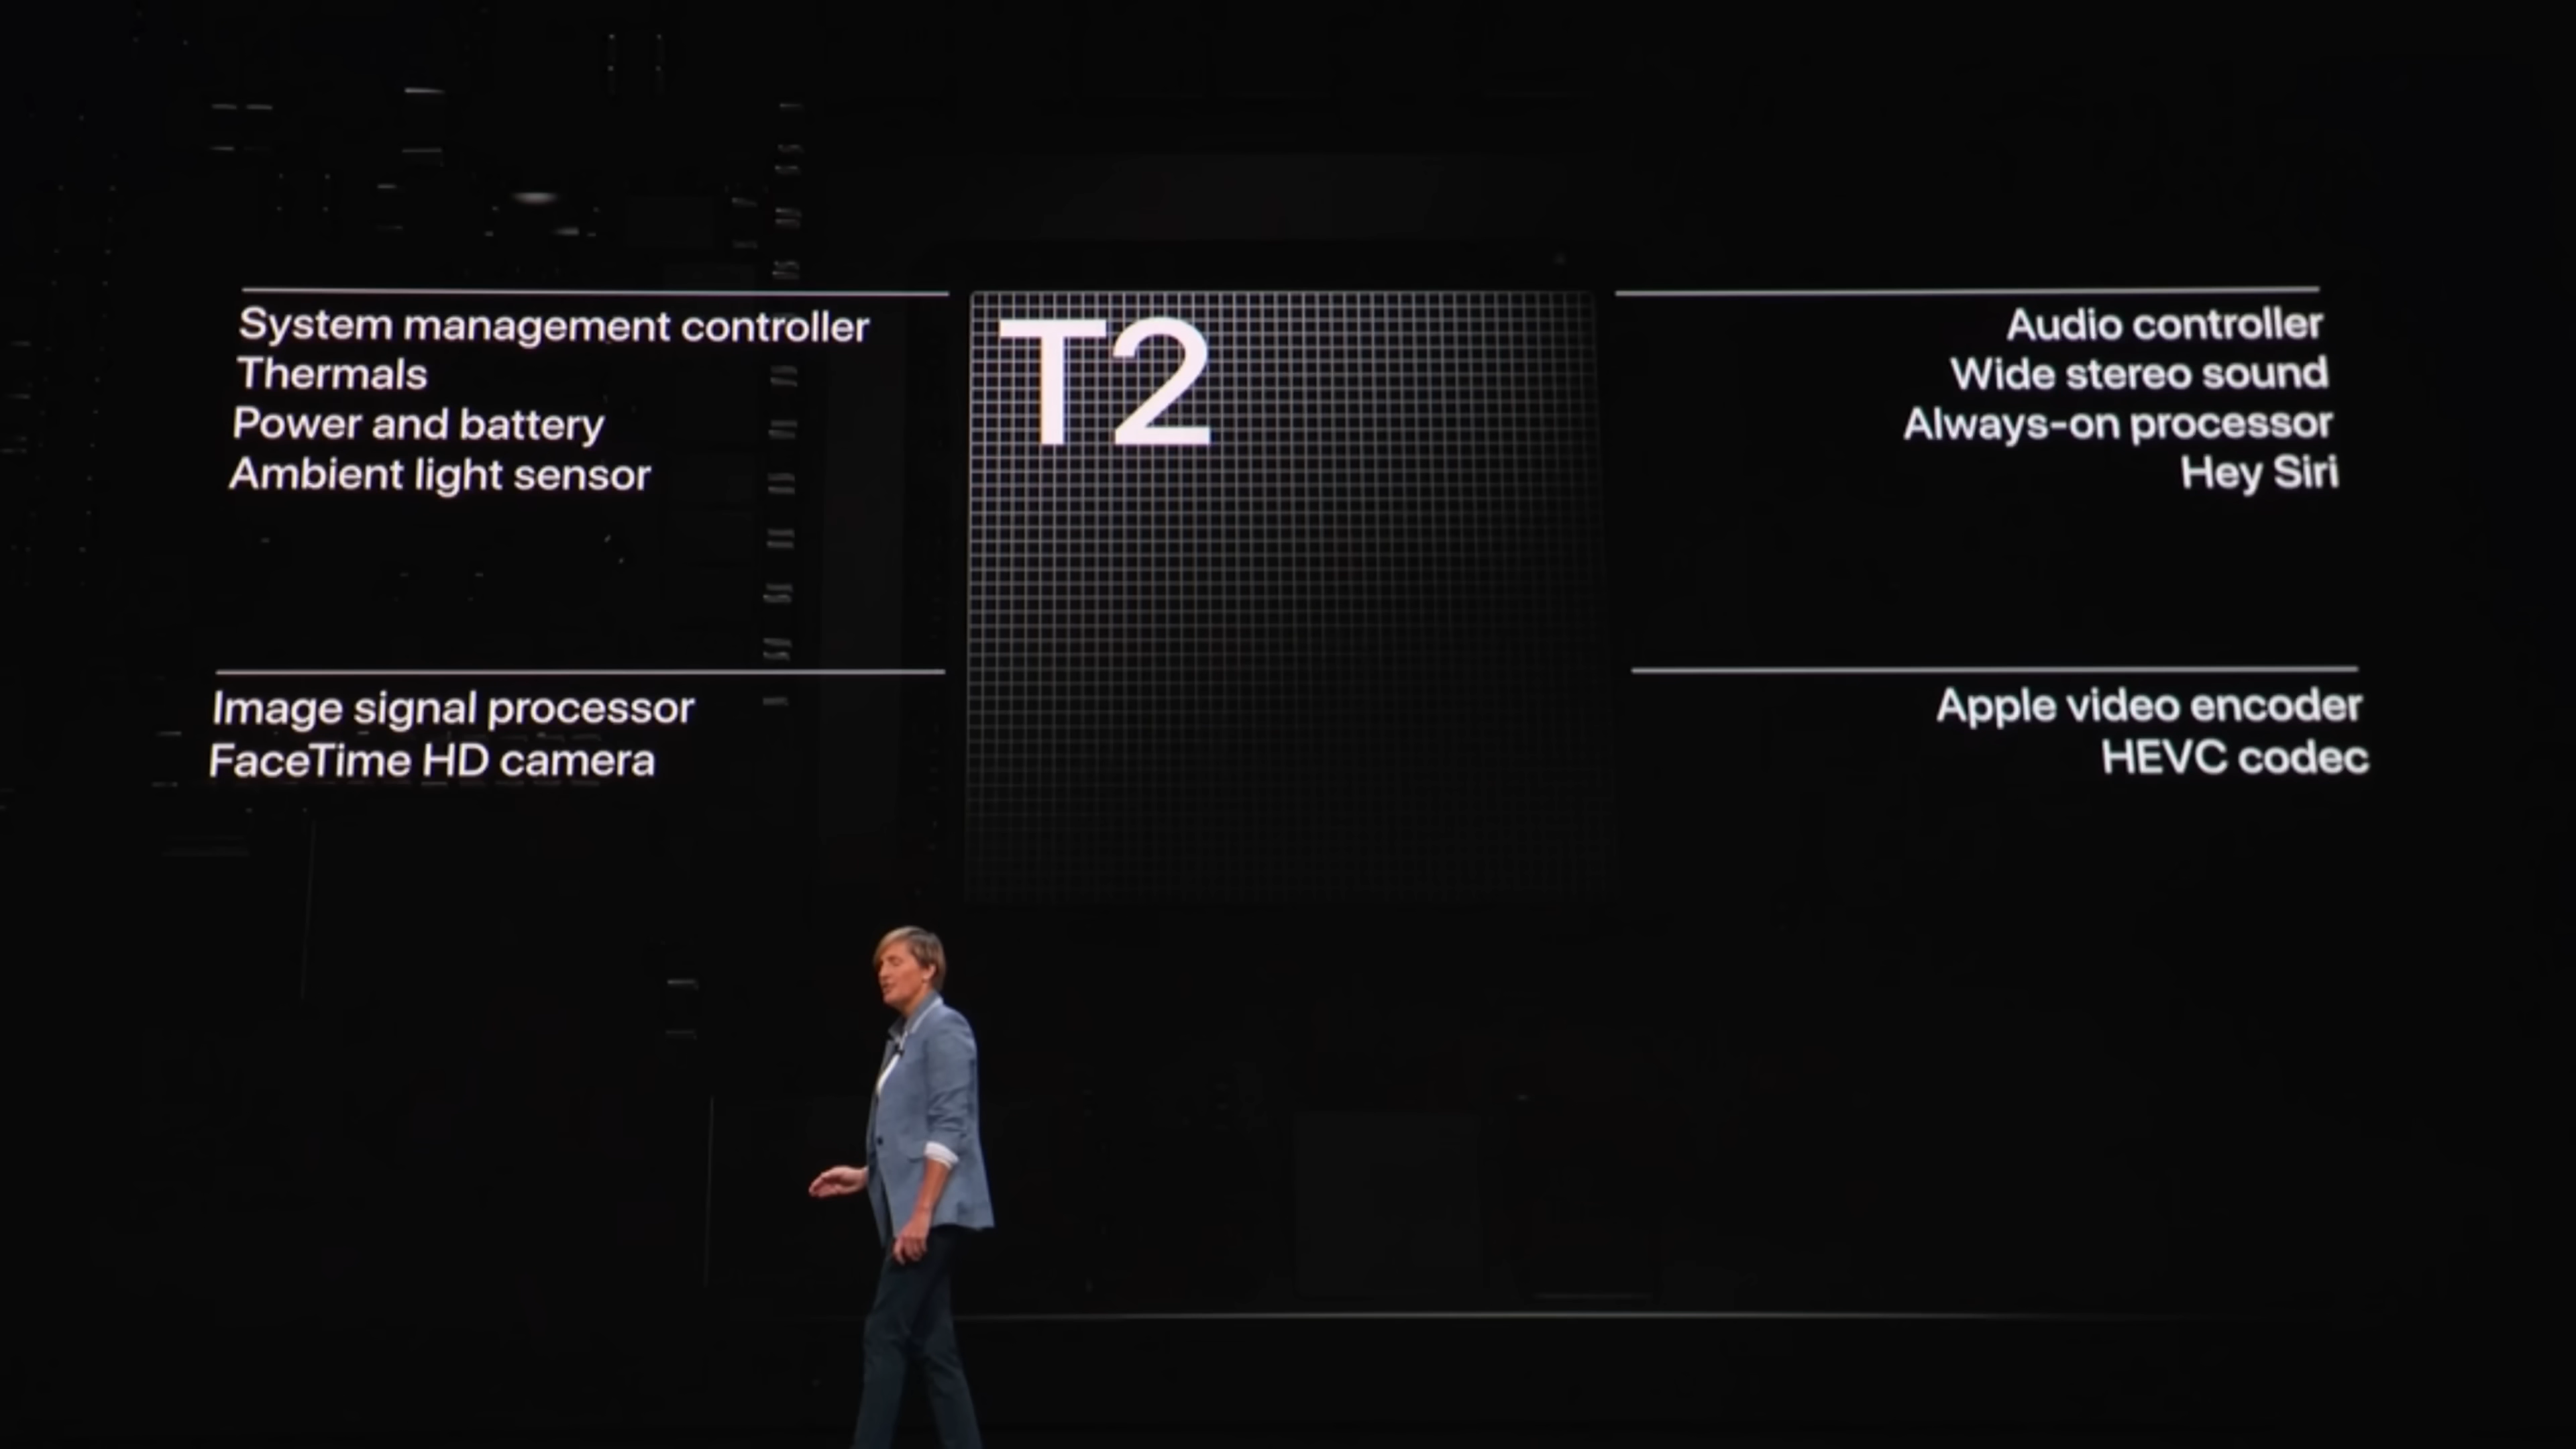 T2
System management controller
Thermals
Power and battery
Ambient light sensor
Audio controller
Wide stereo sound
Always-on processor
Hey Siri
Image signal processor
FaceTime HD camera
Apple video encoder
HEVC codec